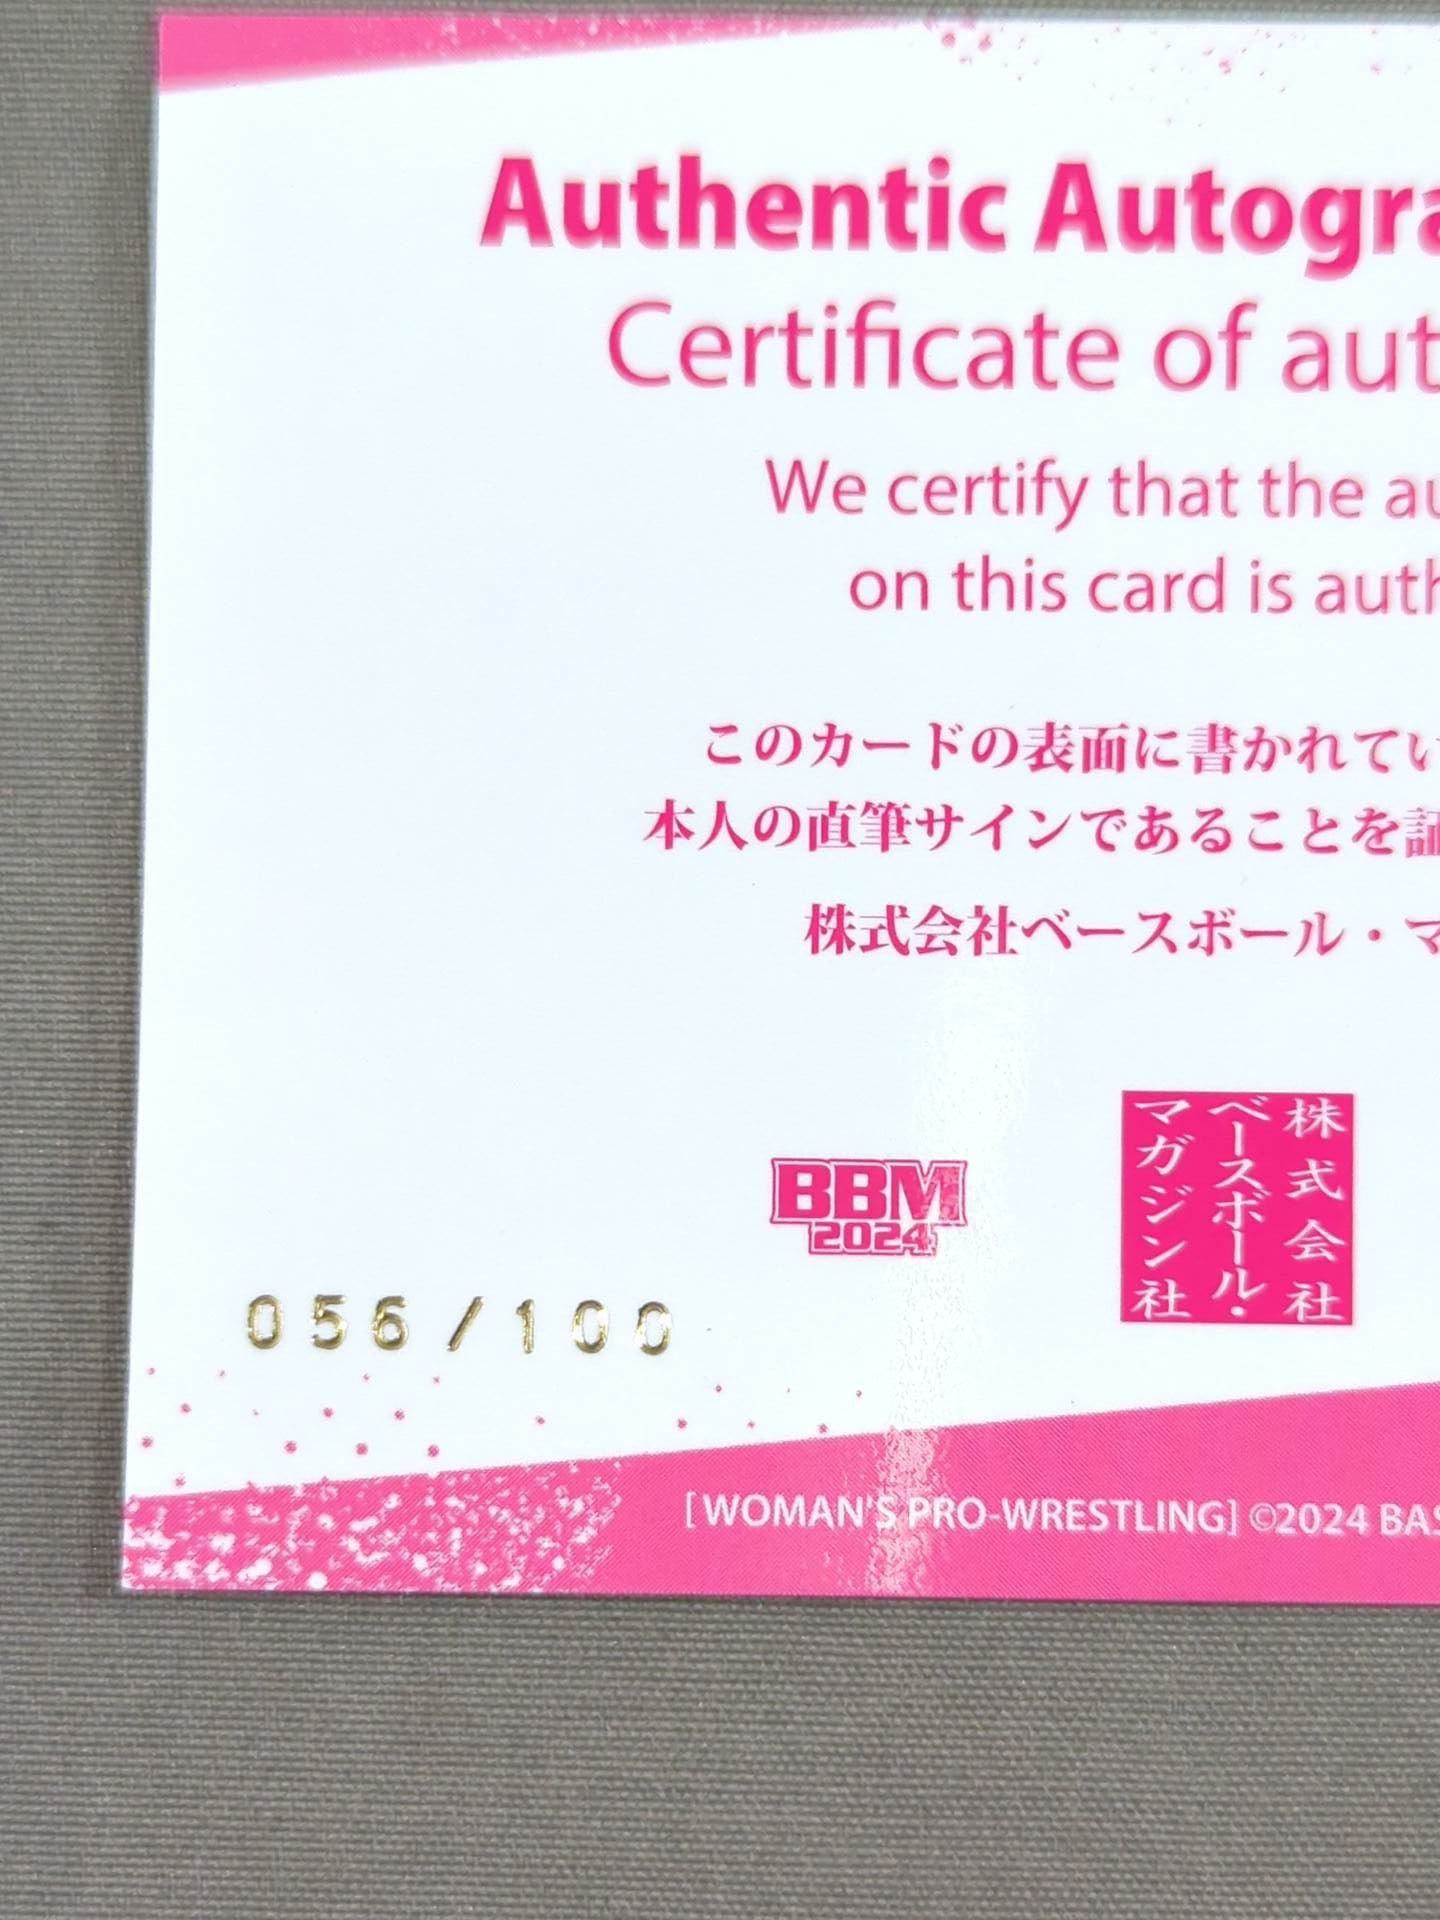 Authentic Autogra
Certificate of aut
We certify that the au
on this card is auth
このカードの表面に書かれてい
本人の直筆サインであることを証
株式会社ベースボール・マ
BBM
2024
株式会社
ベースボール・
マガジン社
056/100
[WOMAN'S PRO-WRESTLING] ©2024 BAS